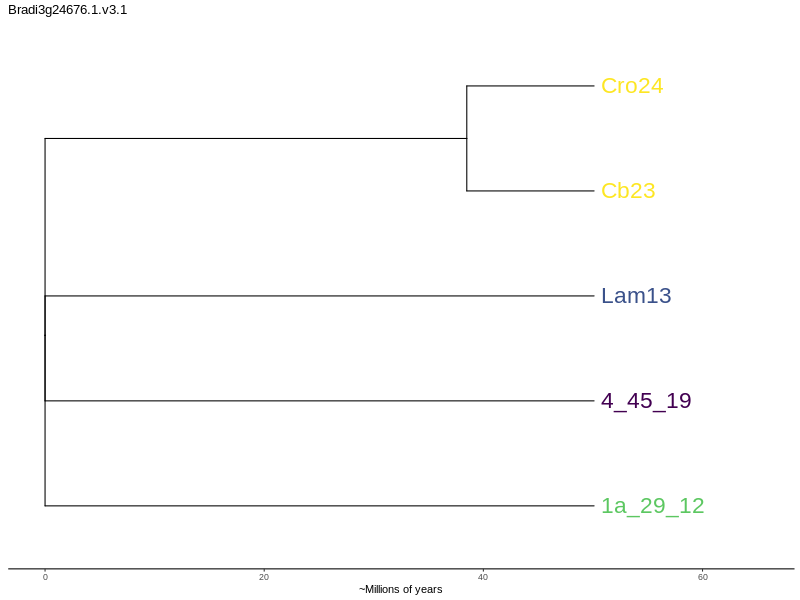 Bradi3g24676.1.v3.1
Cro24
Cb23
Lam13
4_45_19
1a_29_12
0 20 40 60
~Millions of years